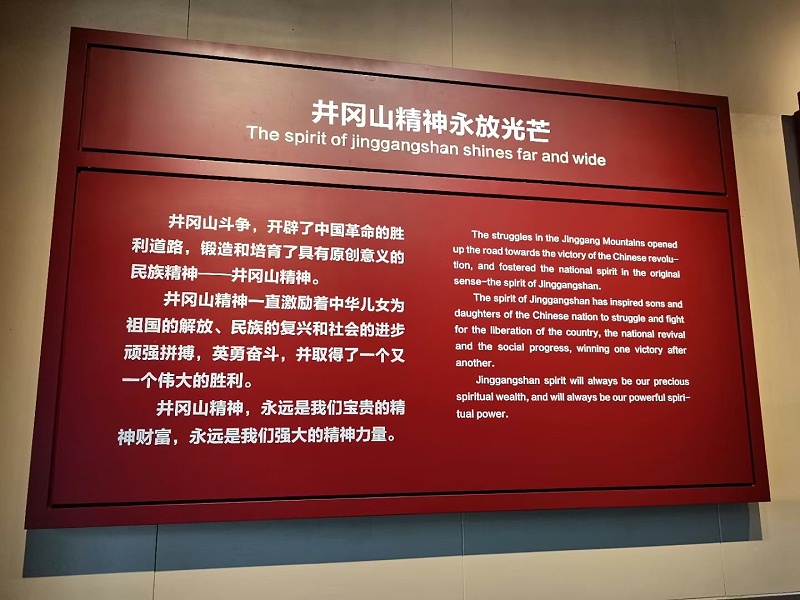 井冈山精神永放光芒
The spirit of jinggangshan shines far and wide
井冈山斗争，开辟了中国革命的胜
利道路，锻造和培育了具有原创意义的
民族精神——井冈山精神。
井冈山精神一直激励着中华儿女为
祖国的解放、民族的复兴和社会的进步
顽强拼搏，英勇奋斗，并取得了一个又
一个伟大的胜利。
井冈山精神，永远是我们宝贵的精
神财富，永远是我们强大的精神力量。
The struggles in the Jinggang Mountains opened
up the road towards the victory of the Chinese revolu-
tion, and fostered the national spirit in the original
sense-the spirit of Jinggangshan.
The spirit of Jinggangshan has inspired sons and
daughters of the Chinese nation to struggle and fight
for the liberation of the country, the national revival
and the social progress, winning one victory after
another.
Jinggangshan spirit will always be our precious
spiritual wealth, and will always be our powerful spiri-
tual power.